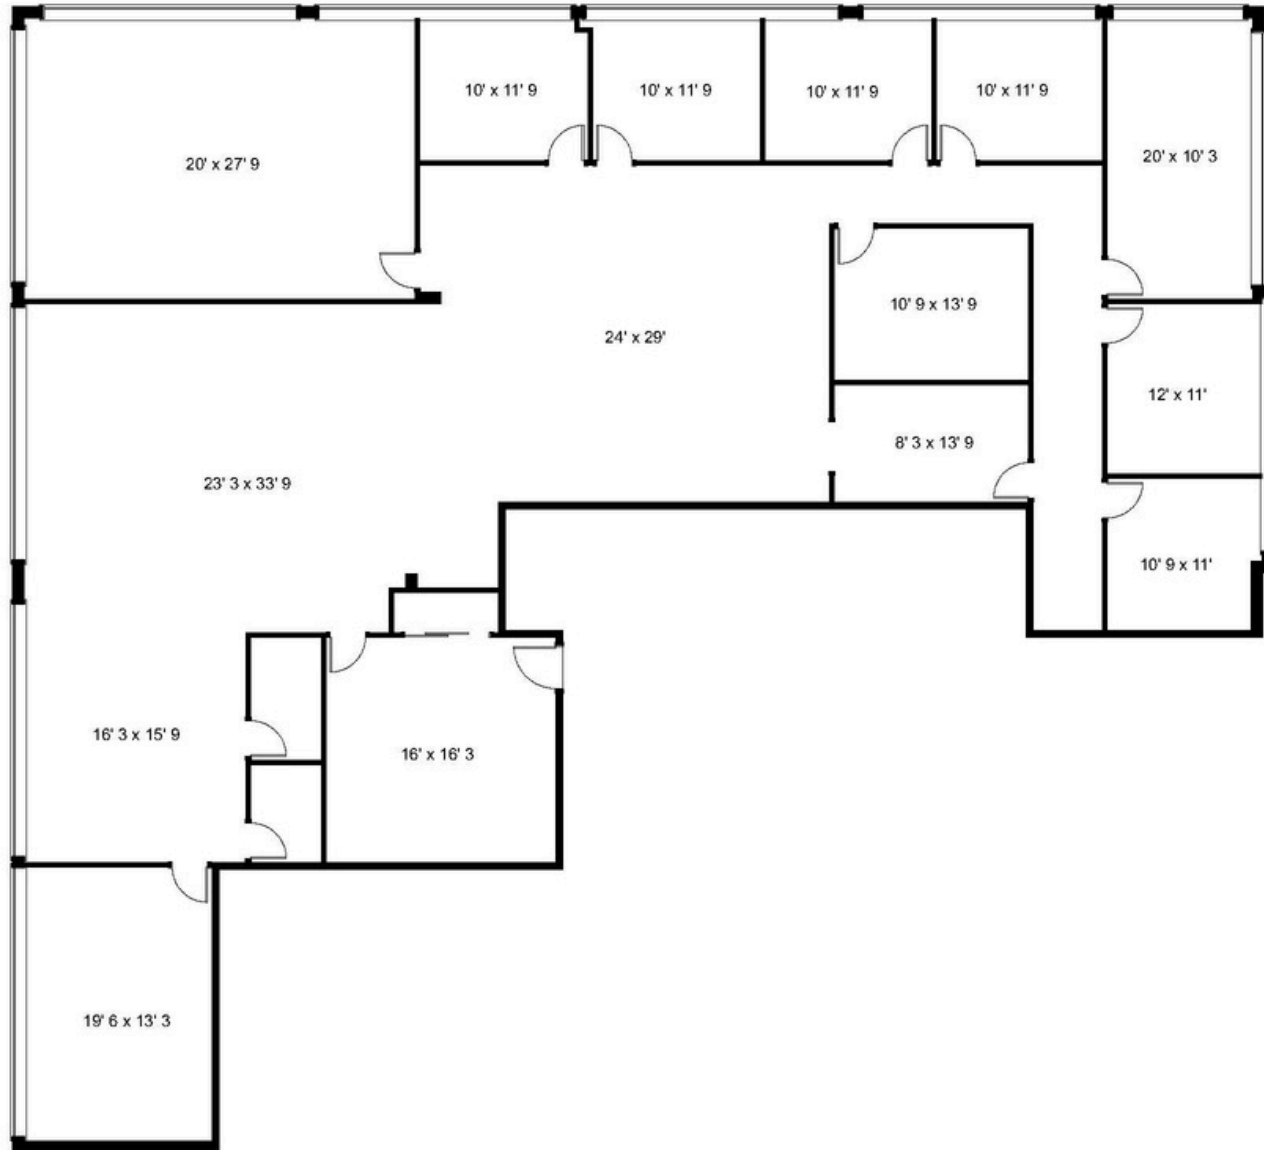 10' x 11' 9
10' x 11' 9
10' x 11' 9
10' x 11' 9
20' x 27' 9
20' x 10' 3
10' 9 x 13' 9
24' x 29'
12' x 11'
8' 3 x 13' 9
23' 3 x 33' 9
10' 9 x 11'
16' 3 x 15' 9
16' x 16' 3
19' 6 x 13' 3